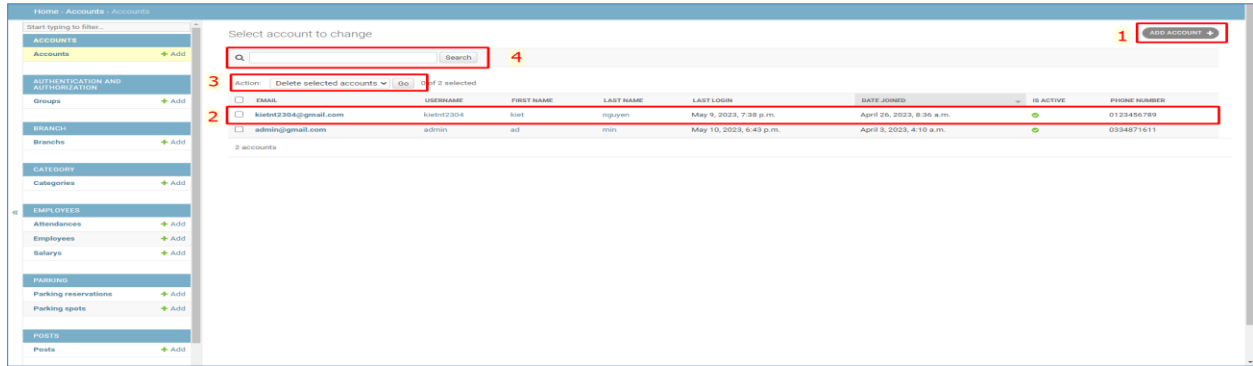 Home › Accounts › Accounts
Start typing to filter...
ACCOUNTS
Accounts + Add
AUTHENTICATION AND
AUTHORIZATION
Groups + Add
BRANCH
Branchs + Add
CATEGORY
Categories + Add
«
EMPLOYEES
Attendances + Add
Employees + Add
Salarys + Add
PARKING
Parking reservations + Add
Parking spots + Add
POSTS
Posts + Add
Select account to change
1 ADD ACCOUNT +
Search 4
3 Action: Delete selected accounts Go 0 of 2 selected
EMAIL USERNAME FIRST NAME LAST NAME LAST LOGIN DATE JOINED IS ACTIVE PHONE NUMBER
2 kietnt2304@gmail.com kietnt2304 kiet nguyen May 9, 2023, 7:38 p.m. April 26, 2023, 8:36 a.m. 0123456789
admin@gmail.com admin ad min May 10, 2023, 6:43 p.m. April 3, 2023, 4:10 a.m. 0334871611
2 accounts